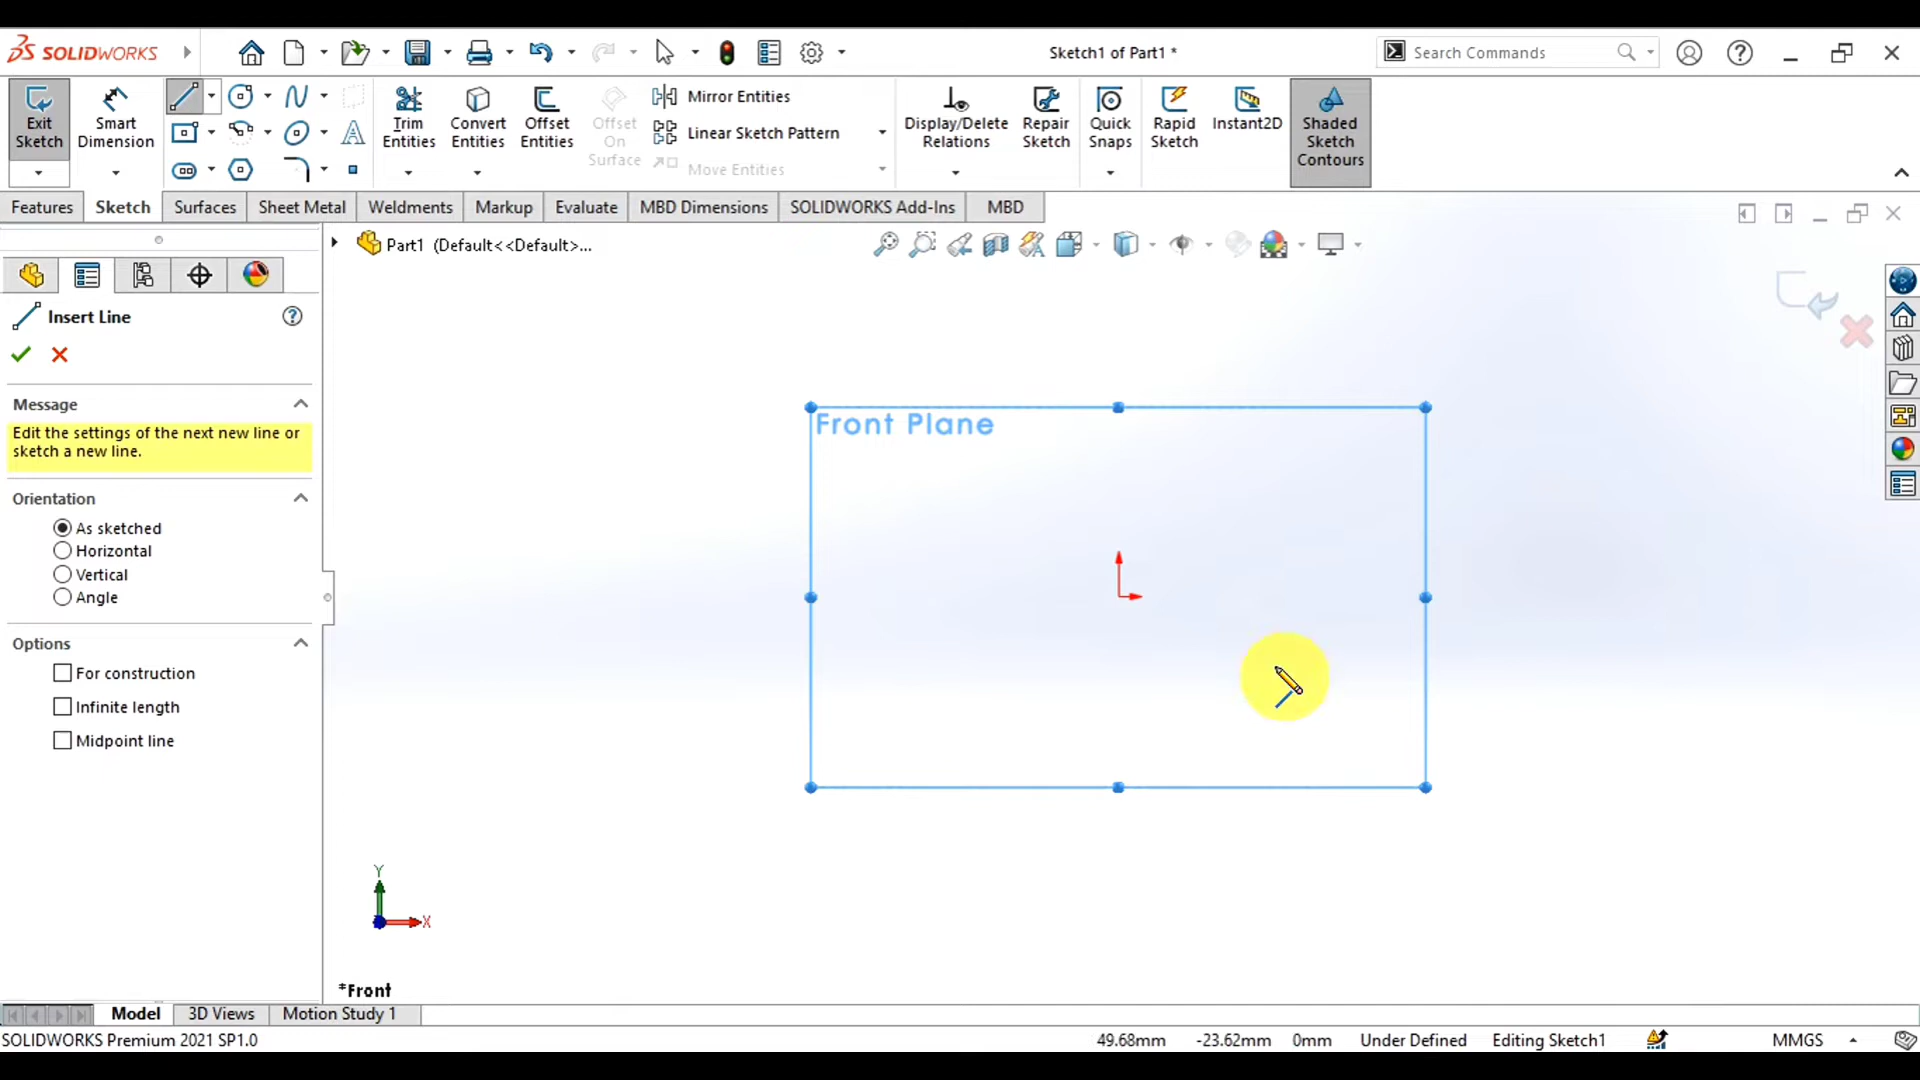 SOLIDWORKS
Sketch1 of Part1 *
Search Commands
Exit Sketch
Smart Dimension
Trim Entities
Convert Entities
Offset Entities
Offset On Surface
Mirror Entities
Linear Sketch Pattern
Move Entities
Display/Delete Relations
Repair Sketch
Quick Snaps
Rapid Sketch
Instant2D
Shaded Sketch Contours
Features
Sketch
Surfaces
Sheet Metal
Weldments
Markup
Evaluate
MBD Dimensions
SOLIDWORKS Add-Ins
MBD
Part1 (Default<<Default>...
Insert Line
Message
Edit the settings of the next new line or
sketch a new line.
Orientation
As sketched
Horizontal
Vertical
Angle
Options
For construction
Infinite length
Midpoint line
Front Plane
Y
X
*Front
Model
3D Views
Motion Study 1
SOLIDWORKS Premium 2021 SP1.0
49.68mm
-23.62mm
0mm
Under Defined
Editing Sketch1
MMGS